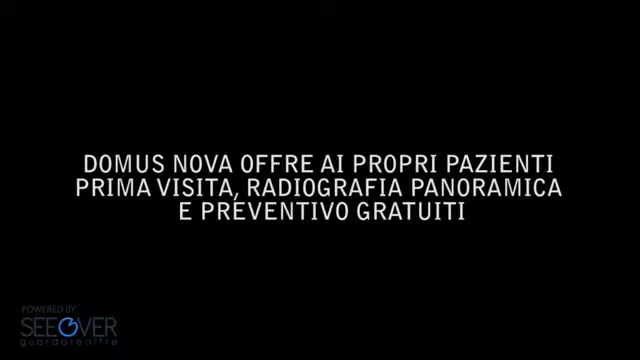 DOMUS NOVA OFFRE AI PROPRI PAZIENTI
PRIMA VISITA, RADIOGRAFIA PANORAMICA
E PREVENTIVO GRATUITI
POWERED BY
SEEOVER
guardareoltre